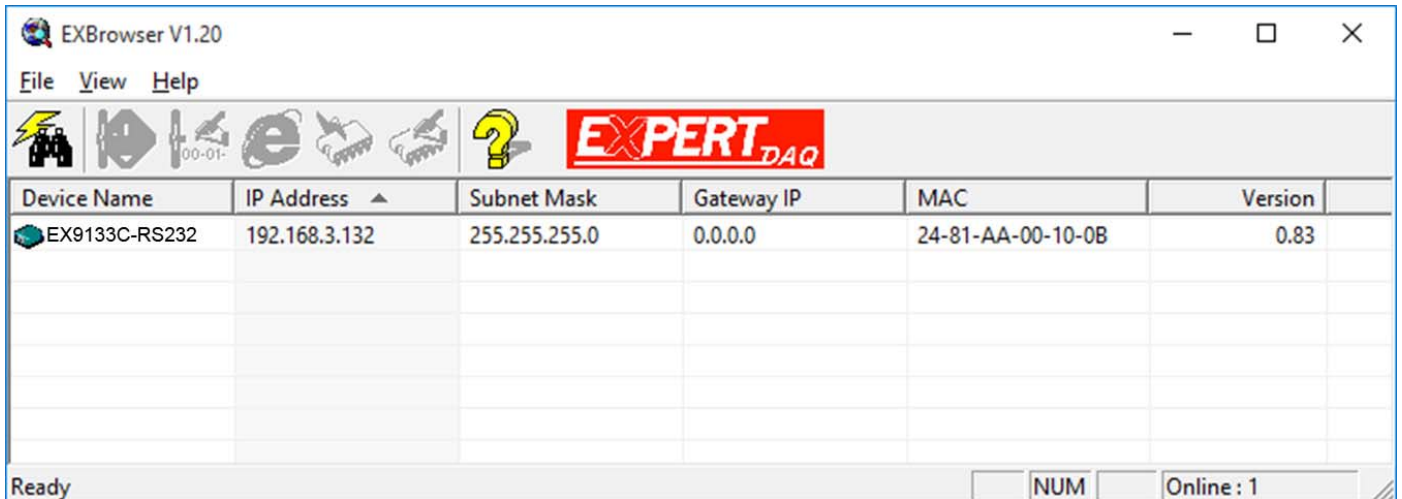 EXBrowser V1.20
File View Help
00-01-
EXPERT DAQ
Device Name IP Address Subnet Mask Gateway IP MAC Version
EX9133C-RS232 192.168.3.132 255.255.255.0 0.0.0.0 24-81-AA-00-10-0B 0.83
Ready NUM Online : 1